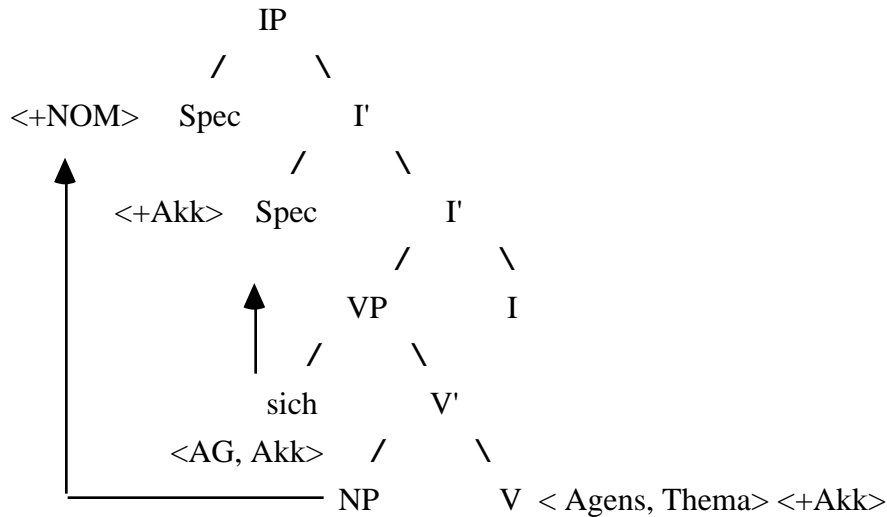 IP
/ \
<+NOM> Spec I'
/ \
<+Akk> Spec I'
/ \
VP I
/ \
sich V'
<AG, Akk> / \
NP V < Agens, Thema> <+Akk>